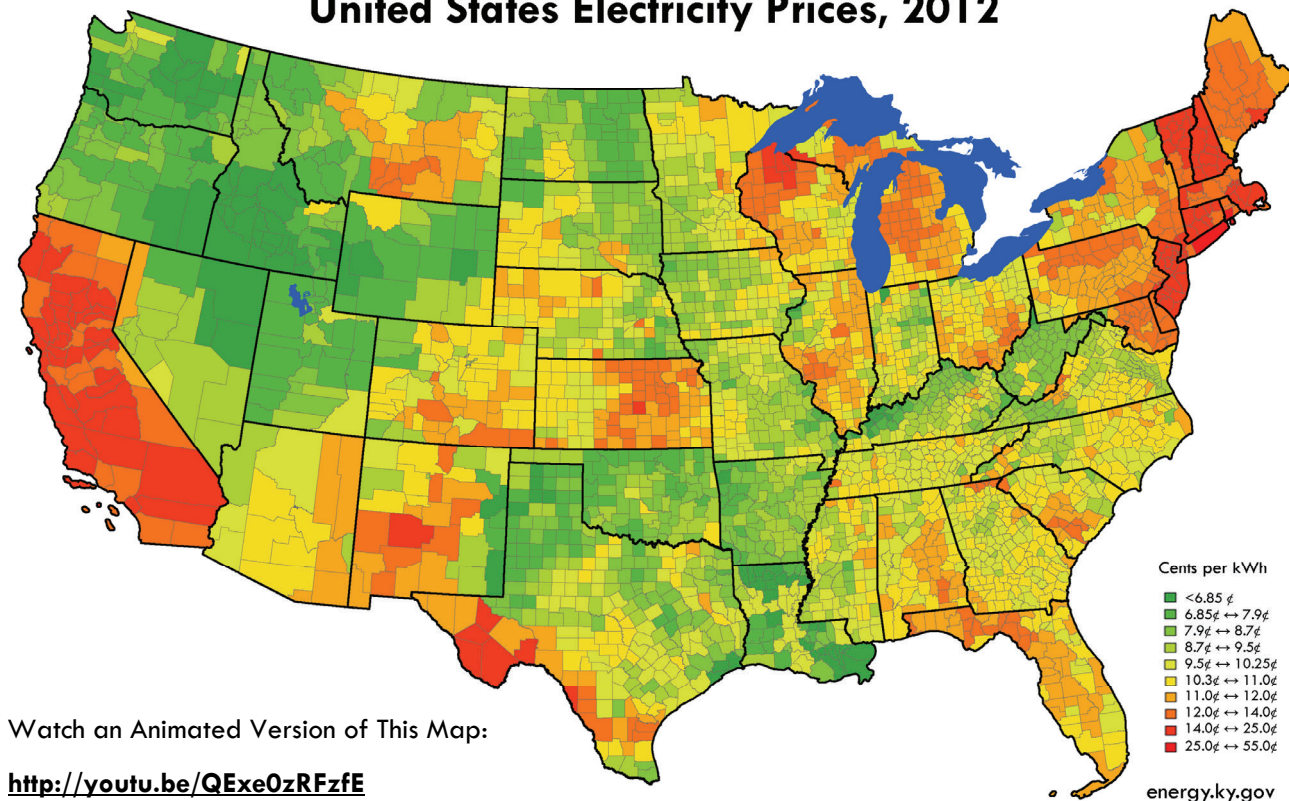 United States Electricity Prices, 2012
Cents per kWh
<6.85 ¢
6.85¢ ↔ 7.9¢
7.9¢ ↔ 8.7¢
8.7¢ ↔ 9.5¢
9.5¢ ↔ 10.25¢
10.3¢ ↔ 11.0¢
11.0¢ ↔ 12.0¢
12.0¢ ↔ 14.0¢
14.0¢ ↔ 25.0¢
25.0¢ ↔ 55.0¢
Watch an Animated Version of This Map:
http://youtu.be/QExe0zRFzfE
energy.ky.gov